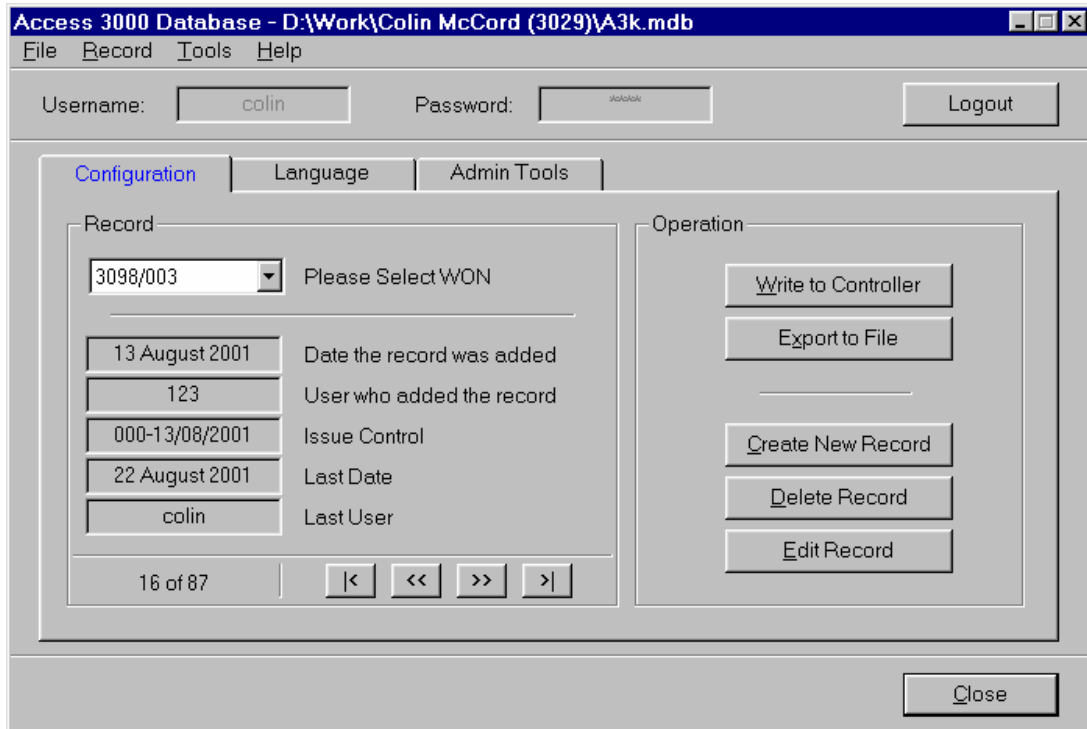 Access 3000 Database - D:\Work\Colin McCord (3029)\A3k.mdb
File Record Tools Help
Username: colin Password: **** Logout
Configuration Language Admin Tools
Record Operation
3098/003 Please Select WON
Write to Controller
Export to File
13 August 2001 Date the record was added
123 User who added the record
000-13/08/2001 Issue Control
Create New Record
22 August 2001 Last Date
Delete Record
colin Last User
Edit Record
16 of 87 |< << >> >|
Close